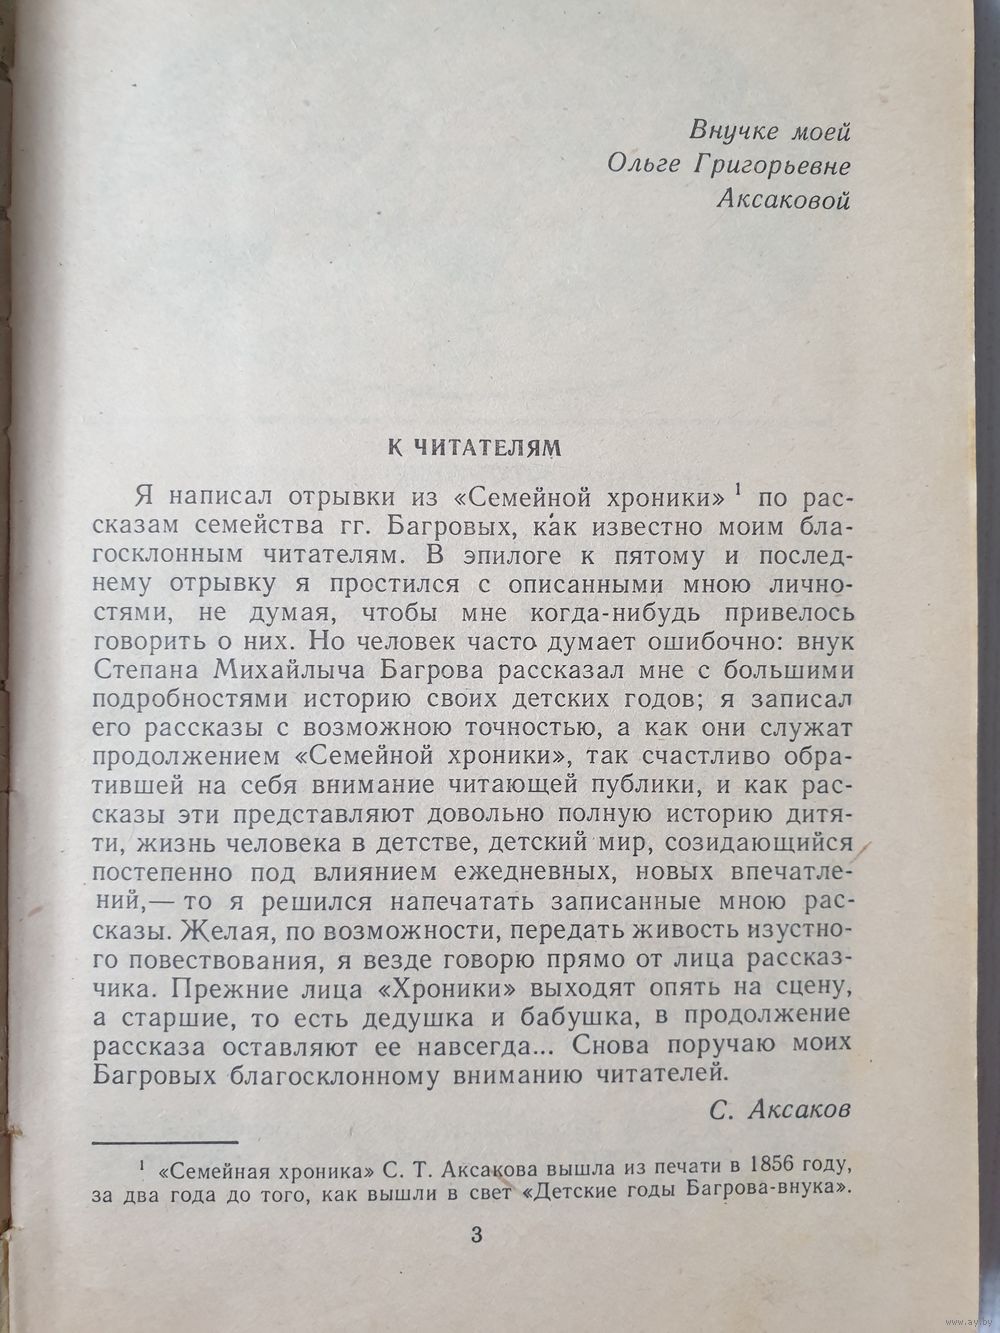 Внучке моей
Ольге Григорьевне
Аксаковой
К ЧИТАТЕЛЯМ
Я написал отрывки из «Семейной хроники» ¹ по рас-
сказам семейства гг. Багровых, ка́к известно моим бла-
госклонным читателям. В эпилоге к пятому и послед-
нему отрывку я простился с описанными мною лично-
стями, не думая, чтобы мне когда-нибудь привелось
говорить о них. Но человек часто думает ошибочно: внук
Степана Михайлыча Багрова рассказал мне с большими
подробностями историю своих детских годов; я записал
его рассказы с возможною точностью, а как они служат
продолжением «Семейной хроники», так счастливо обра-
тившей на себя внимание читающей публики, и как рас-
сказы эти представляют довольно полную историю дитя-
ти, жизнь человека в детстве, детский мир, созидающийся
постепенно под влиянием ежедневных, новых впечатле-
ний,— то я решился напечатать записанные мною рас-
сказы. Желая, по возможности, передать живость изустно-
го повествования, я везде говорю прямо от лица рассказ-
чика. Прежние лица «Хроники» выходят опять на сцену,
а старшие, то есть дедушка и бабушка, в продолжение
рассказа оставляют ее навсегда... Снова поручаю моих
Багровых благосклонному вниманию читателей.
С. Аксаков
¹ «Семейная хроника» С. Т. Аксакова вышла из печати в 1856 году,
за два года до того, как вышли в свет «Детские годы Багрова-внука».
3
www.ay.by